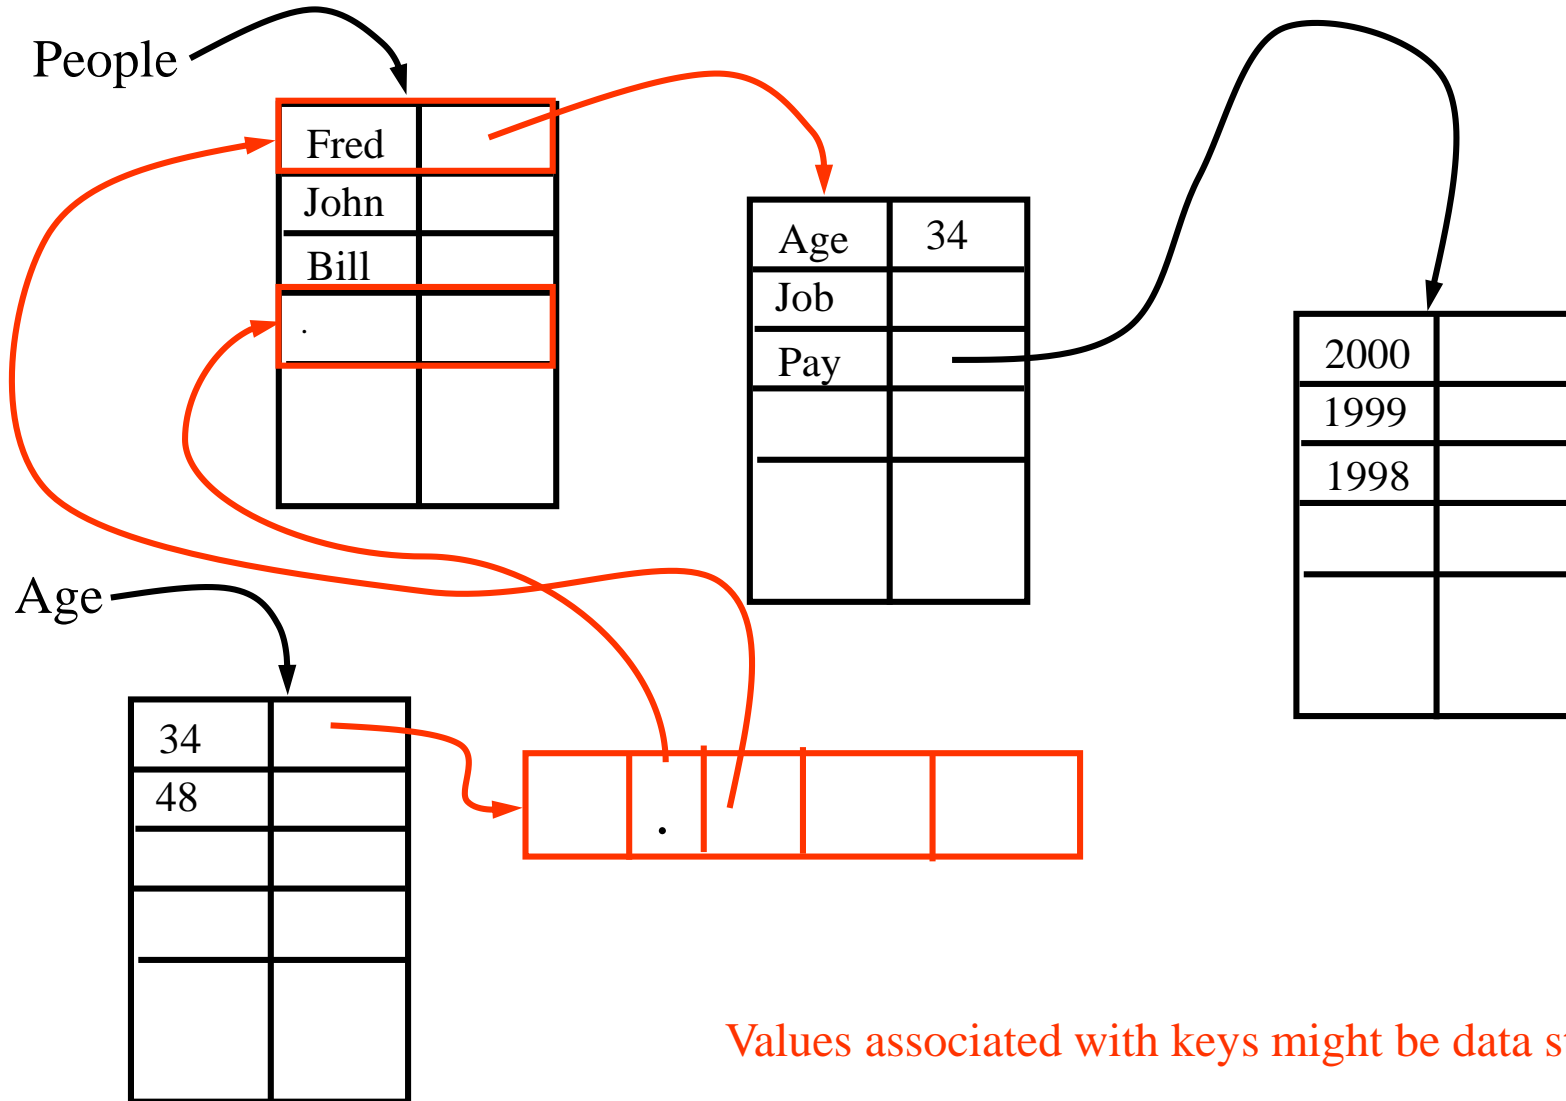 People
Fred
John
Bill
.
Age 34
Job
Pay
2000
1999
1998
Age
34
48
.
Values associated with keys might be data